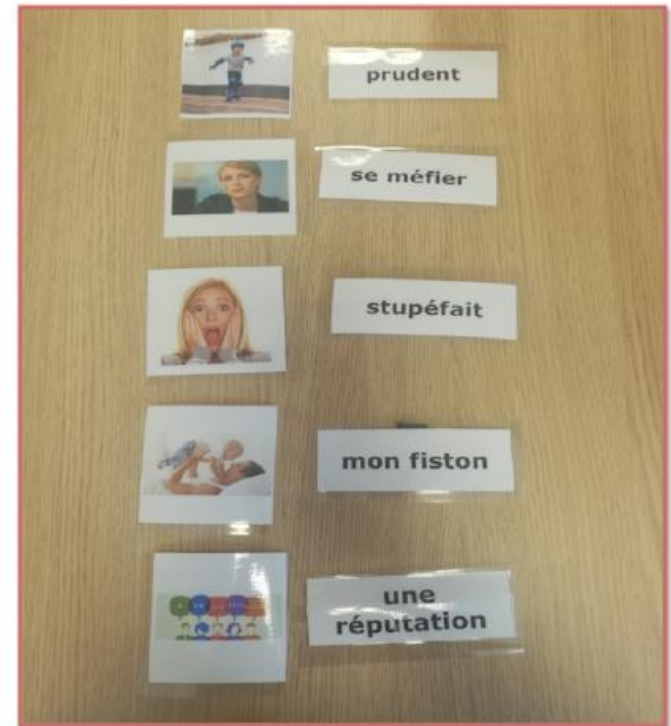 prudent
se méfier
stupéfait
mon fiston
une
réputation